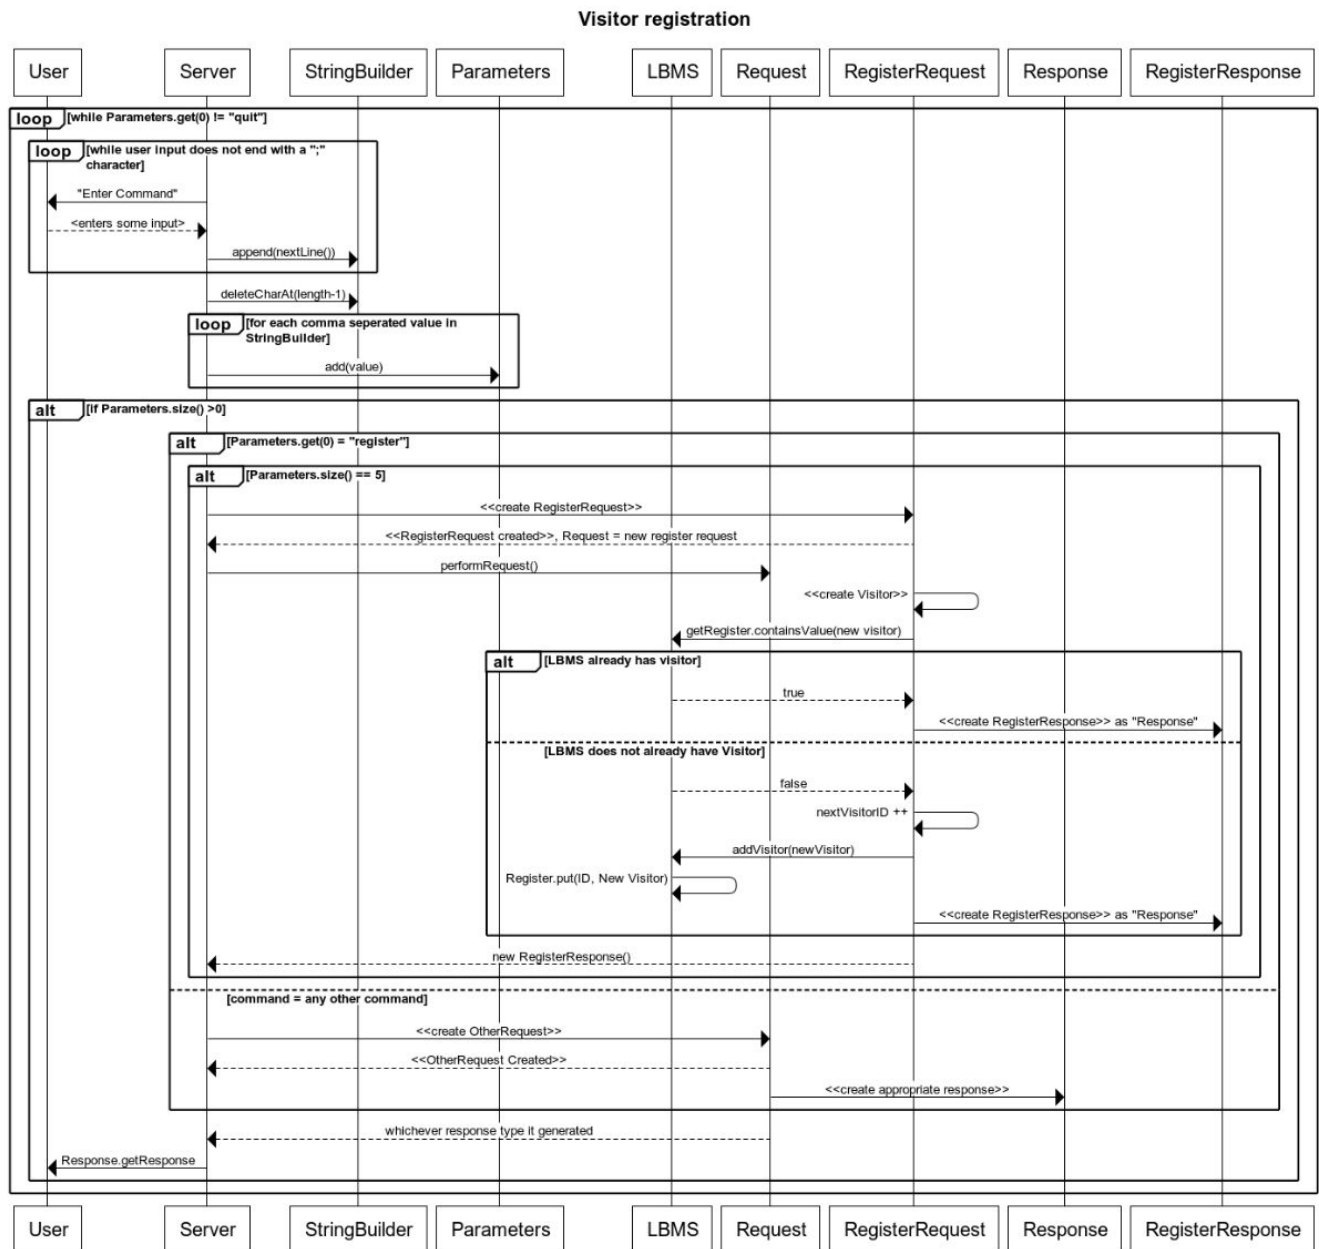 Visitor registration
User
Server
StringBuilder
Parameters
LBMS
Request
RegisterRequest
Response
RegisterResponse
loop
[while Parameters.get(0) != "quit"]
loop
[while user input does not end with a ";"
character]
"Enter Command"
<enters some input>
append(nextLine())
deleteCharAt(length-1)
loop
[for each comma seperated value in
StringBuilder]
add(value)
alt
[if Parameters.size() >0]
alt
[Parameters.get(0) = "register"]
alt
[Parameters.size() == 5]
<<create RegisterRequest>>
<<RegisterRequest created>>, Request = new register request
performRequest()
<<create Visitor>>
getRegister.containsValue(new visitor)
alt
[LBMS already has visitor]
true
<<create RegisterResponse>> as "Response"
[LBMS does not already have Visitor]
false
nextVisitorID ++
addVisitor(newVisitor)
Register.put(ID, New Visitor)
<<create RegisterResponse>> as "Response"
new RegisterResponse()
[command = any other command]
<<create OtherRequest>>
<<OtherRequest Created>>
<<create appropriate response>>
whichever response type it generated
Response.getResponse
User
Server
StringBuilder
Parameters
LBMS
Request
RegisterRequest
Response
RegisterResponse